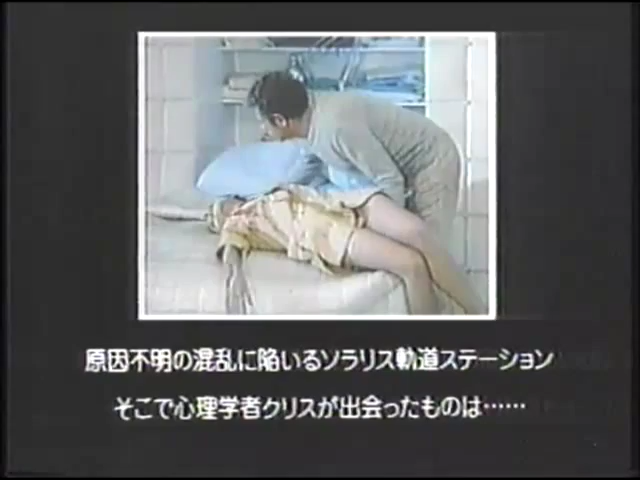 原因不明の混乱に陥いるソラリス軌道ステーション
そこで心理学者クリスが出会ったものは……